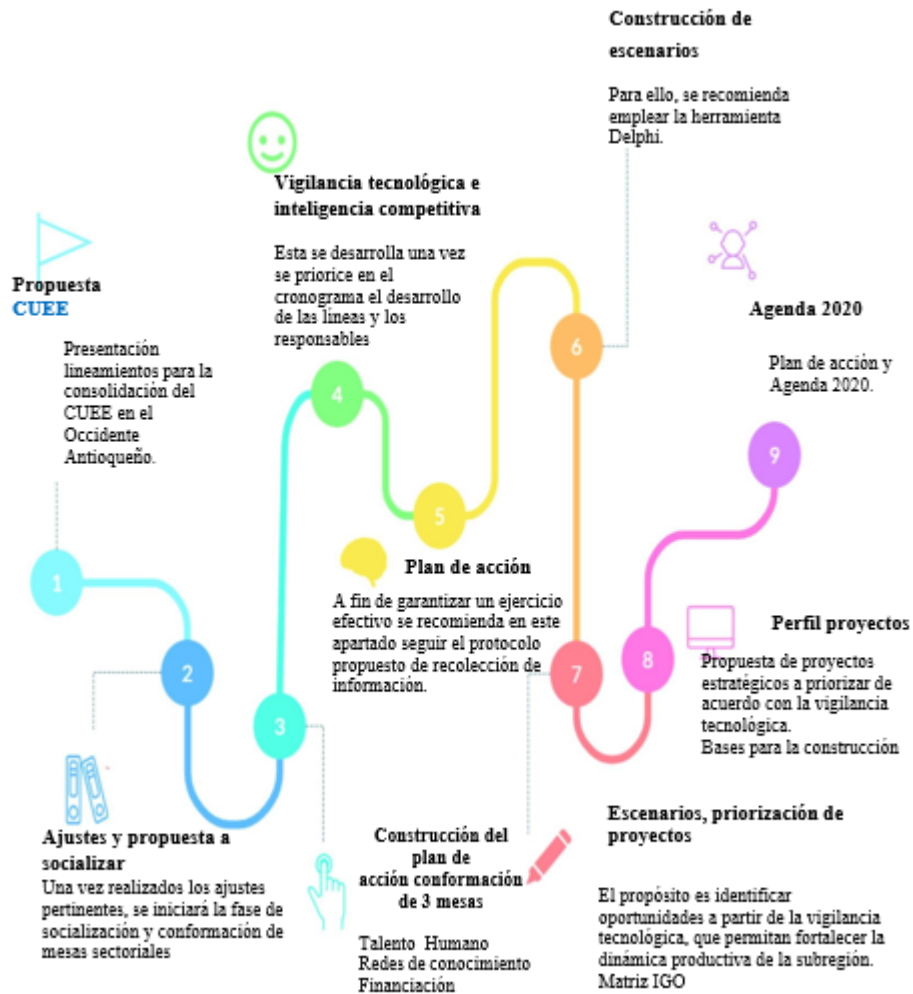 Construcción de
escenarios
Para ello, se recomienda
emplear la herramienta
Delphi.
Vigilancia tecnológica e
inteligencia competitiva
Esta se desarrolla una vez
se priorice en el
cronograma el desarrollo
de las líneas y los
responsables
Propuesta
CUEE
Presentación
lineamientos para la
consolidación del
CUEE en el
Occidente
Antioqueño.
Agenda 2020
Plan de acción y
Agenda 2020.
1
2
3
4
5
6
7
8
9
Plan de acción
A fin de garantizar un ejercicio
efectivo se recomienda en este
apartado seguir el protocolo
propuesto de recolección de
información.
Perfil proyectos
Propuesta de proyectos
estratégicos a priorizar de
acuerdo con la vigilancia
tecnológica.
Bases para la construcción
Ajustes y propuesta a
socializar
Una vez realizados los ajustes
pertinentes, se iniciará la fase de
socialización y conformación de
mesas sectoriales
Construcción del
plan de
acción conformación
de 3 mesas
Talento Humano
Redes de conocimiento
Financiación
Escenarios, priorización de
proyectos
El propósito es identificar
oportunidades a partir de la vigilancia
tecnológica, que permitan fortalecer la
dinámica productiva de la subregión.
Matriz IGO